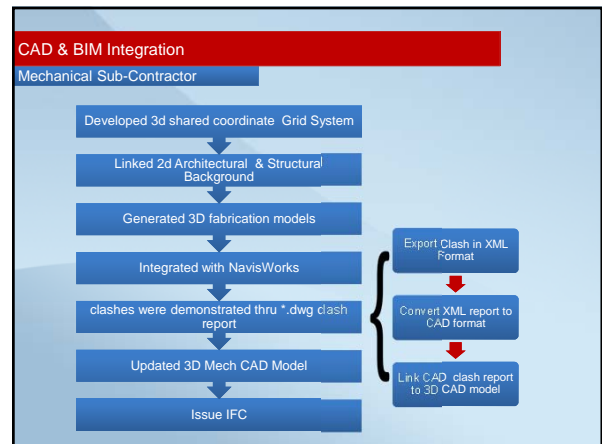 CAD & BIM Integration
Mechanical Sub-Contractor
Developed 3d shared coordinate Grid System
Linked 2d Architectural & Structural
Background
Generated 3D fabrication models
Integrated with NavisWorks
clashes were demonstrated thru *.dwg clash
report
Updated 3D Mech CAD Model
Issue IFC
Export Clash in XML
Format
Convert XML report to
CAD format
Link CAD clash report
to 3D CAD model